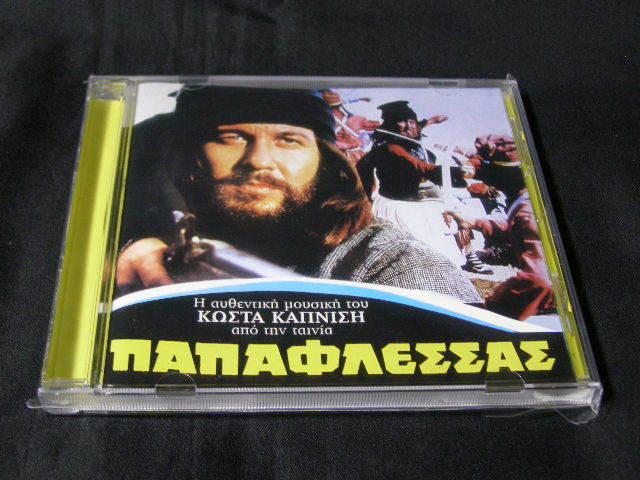 Η αυθεντική μουσική του
ΚΩΣΤΑ ΚΑΠΝΙΣΗ
από την ταινία
ΠΑΠΑΦΛΕΣΣΑΣ